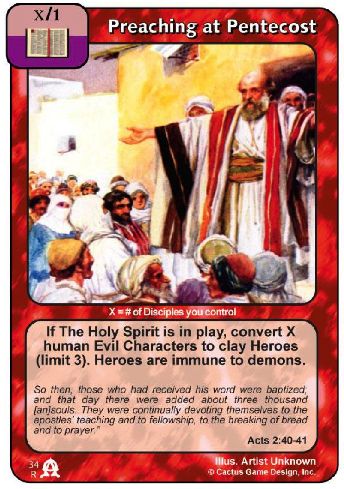 X/1
Preaching at Pentecost
X = # of Disciples you control
If The Holy Spirit is in play, convert X
human Evil Characters to clay Heroes
(limit 3). Heroes are immune to demons.
So then, those who had received his word were baptized;
and that day there were added about three thousand
[an]souls. They were continually devoting themselves to the
apostles' teaching and to fellowship, to the breaking of bread
and to prayer."
Acts 2:40-41
34
R
Illus. Artist Unknown
© Cactus Game Design, Inc.